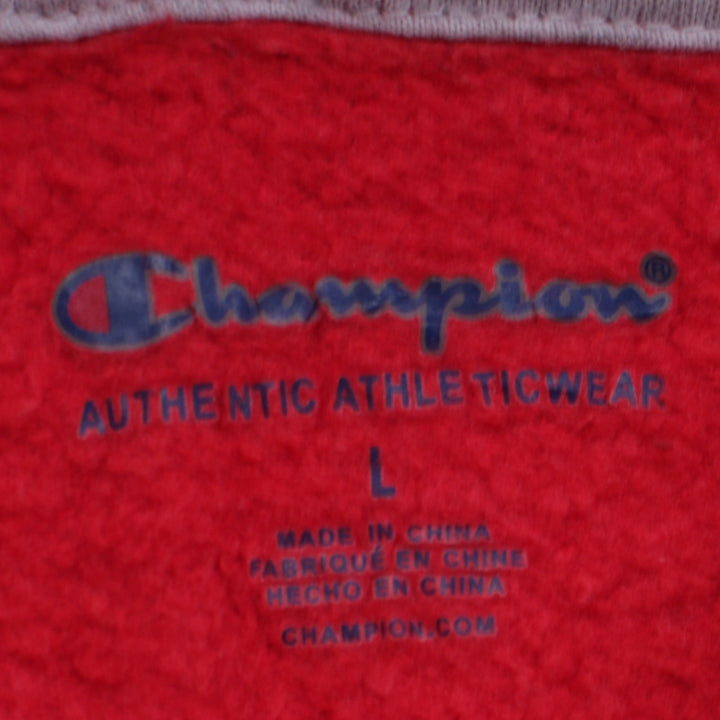 Champion®
AUTHENTIC ATHLETICWEAR
L
MADE IN CHINA
FABRIQUÉ EN CHINE
HECHO EN CHINA
CHAMPION.COM